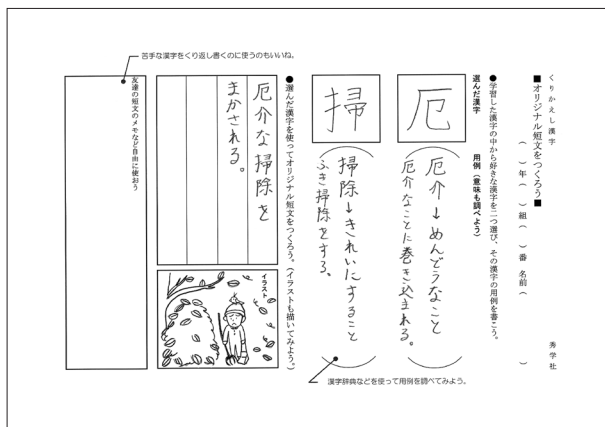 くりかえし漢字
■オリジナル短文をつくろう■
(　)年(　)組(　)番 名前(　)
秀学社
●学習した漢字の中から好きな漢字を二つ選び、その漢字の用例を書こう。
選んだ漢字
用例(意味も調べよう)
厄
厄介→めんどうなこと
厄介なことに巻き込まれる。
掃
掃除→きれいにすること
ふき掃除をする。
漢字辞典などを使って用例を調べてみよう。
●選んだ漢字を使ってオリジナル短文をつくろう。(イラストも描いてみよう。)
厄介な掃除を
まかされる。
イラスト
友達の短文のメモなど自由に使おう
苦手な漢字をくり返し書くのに使うのもいいね。